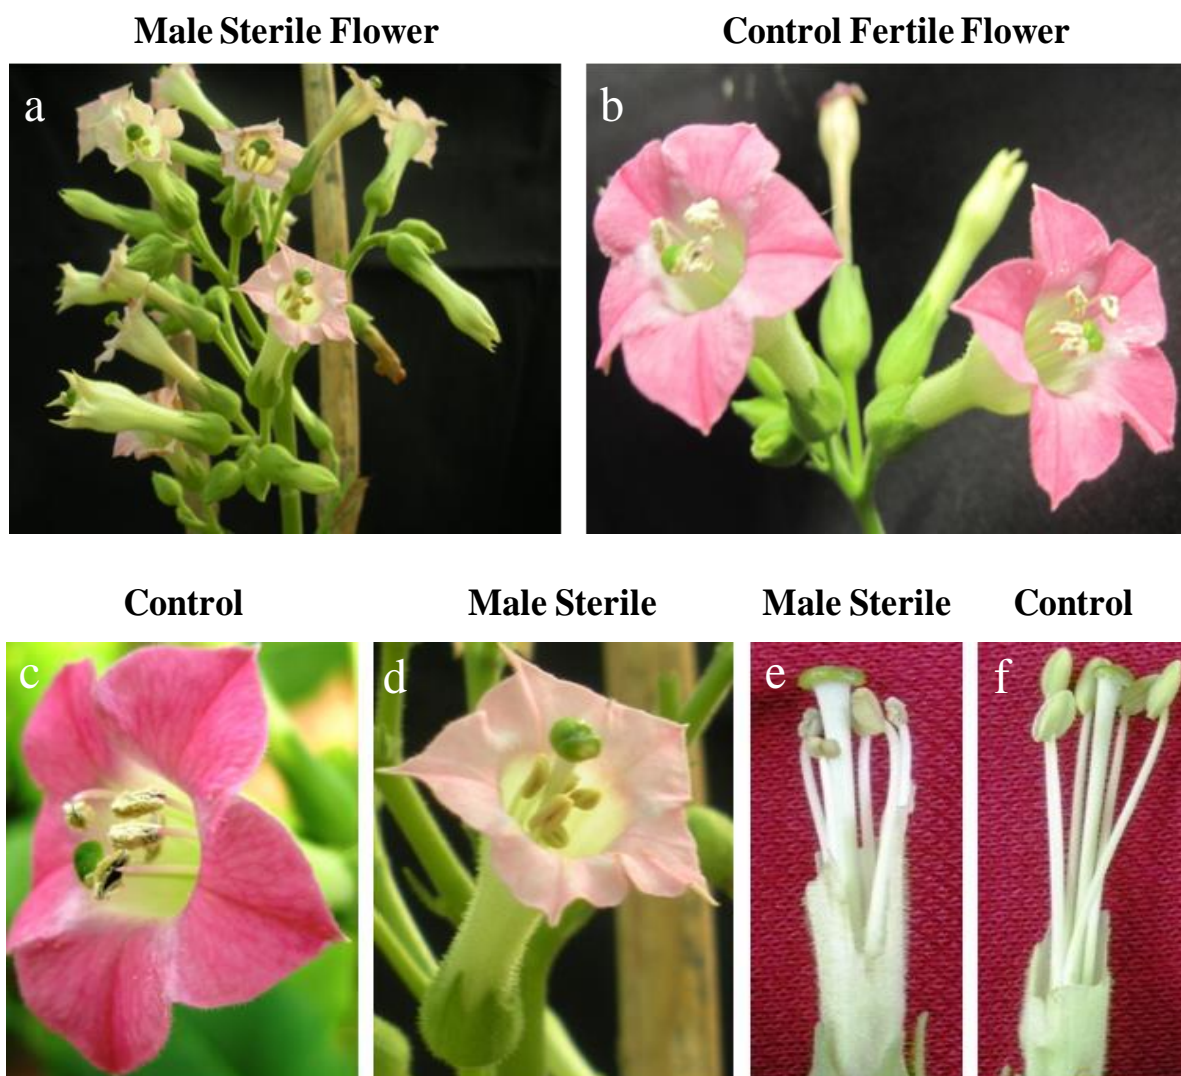 Male Sterile Flower
Control Fertile Flower
a
b
Control
Male Sterile
Male Sterile
Control
c
d
e
f